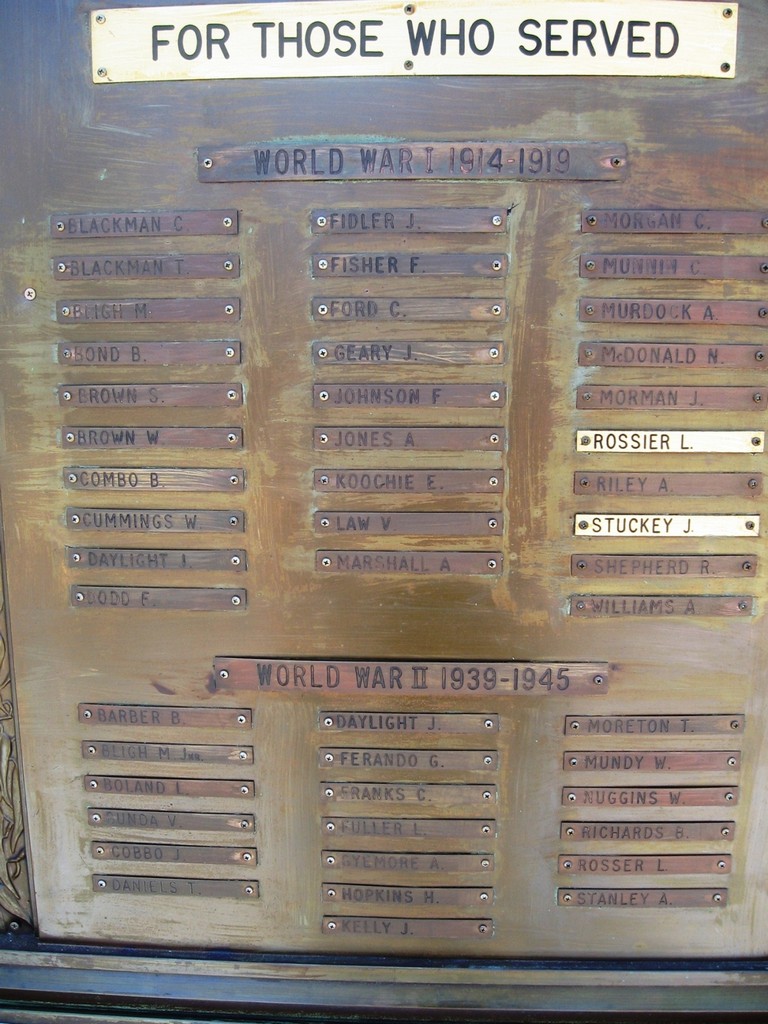 FOR THOSE WHO SERVED
WORLD WAR I 1914-1919
BLACKMAN C.
BLACKMAN T.
BLIGH M.
BOND B.
BROWN S.
BROWN W.
COMBO B.
CUMMINGS W.
DAYLIGHT J.
DODD F.
FIDLER J.
FISHER F.
FORD C.
GEARY J.
JOHNSON F
JONES A
KOOCHIE E.
LAW V.
MARSHALL A
MORGAN C.
MUNNIN C
MURDOCK A.
McDONALD N.
MORMAN J.
ROSSIER L.
RILEY A.
STUCKEY J.
SHEPHERD R.
WILLIAMS A
WORLD WAR II 1939-1945
BARBER B.
BLIGH M Jnr.
BOLAND L
BUNDA V.
COBBO J
DANIELS T.
DAYLIGHT J.
FERANDO G.
FRANKS C.
FULLER L.
A.
HOPKINS H.
KELLY J.
MORETON T.
MUNDY W.
NUGGINS W.
RICHARDS B.
ROSSER L.
STANLEY A.